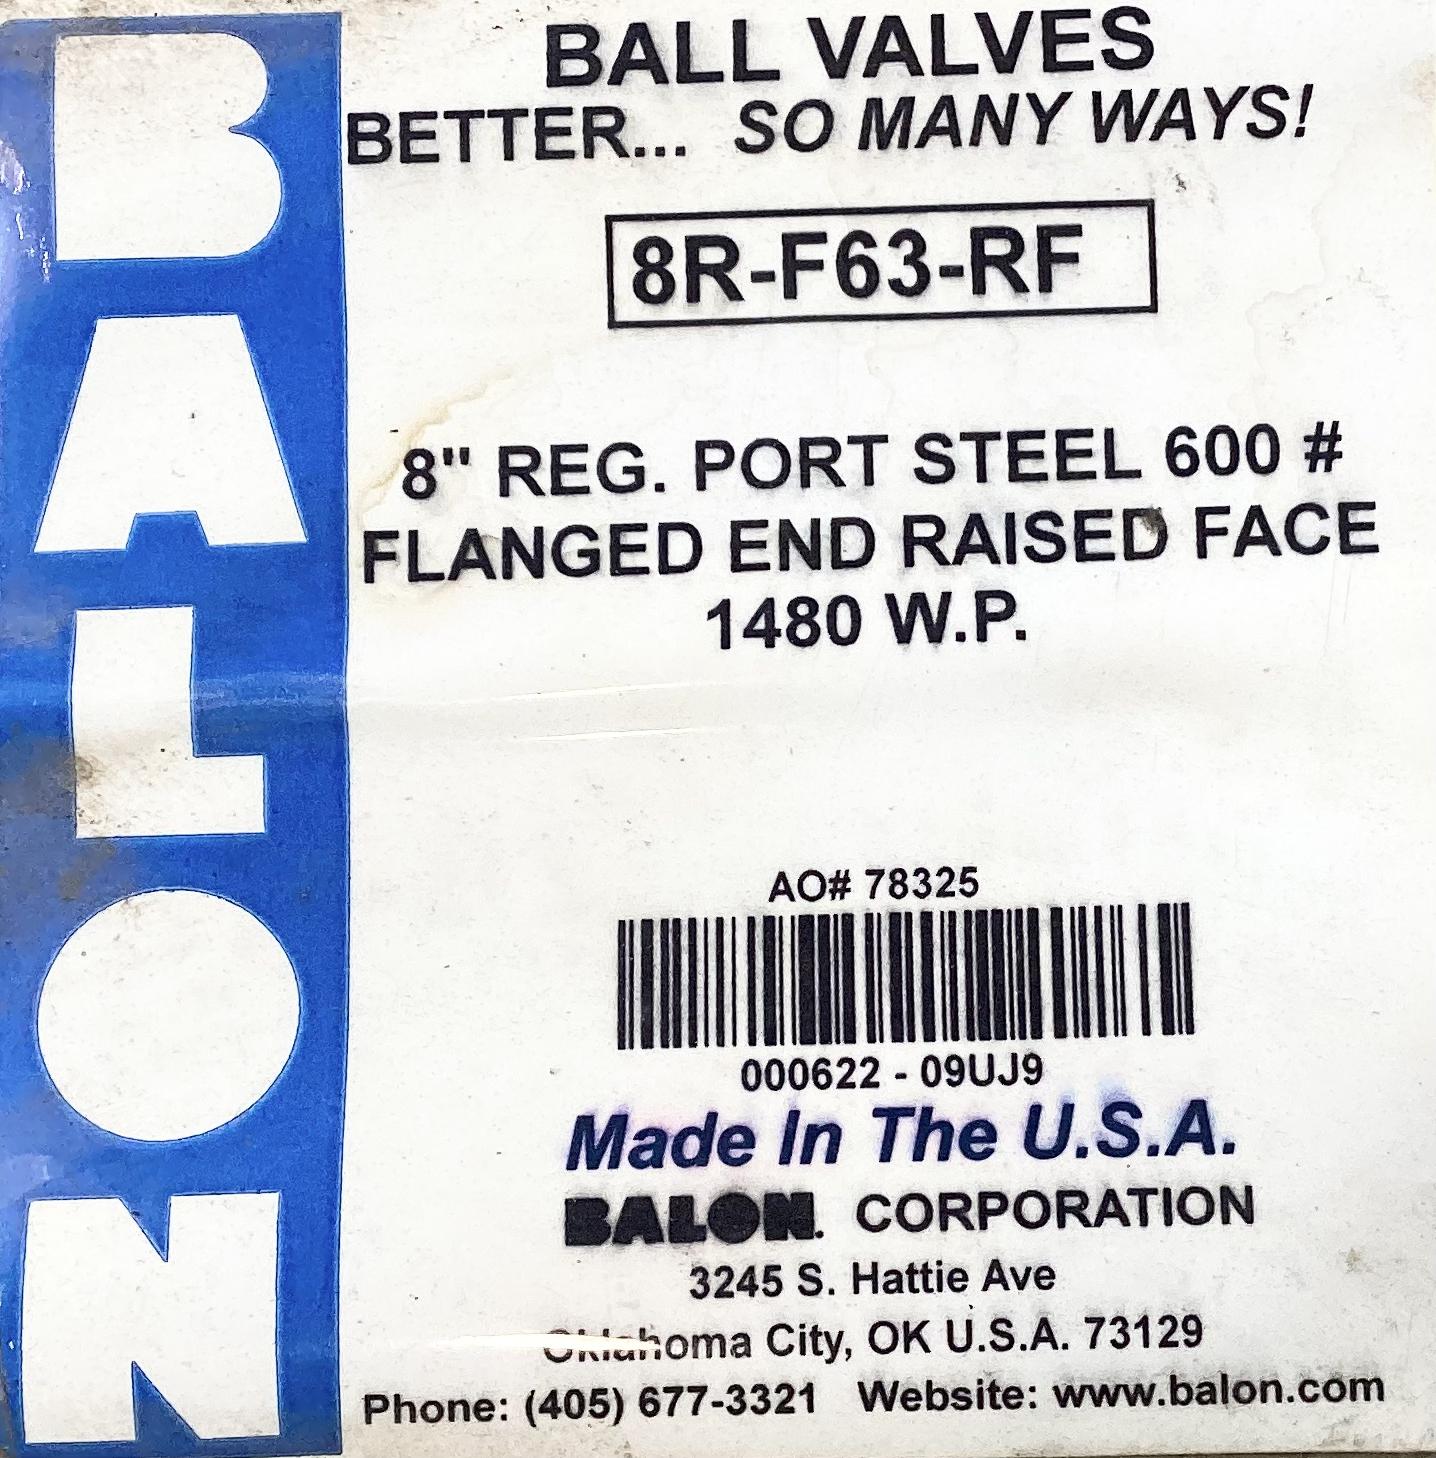 BALON
BALL VALVES
BETTER... SO MANY WAYS!
8R-F63-RF
8" REG. PORT STEEL 600 #
FLANGED END RAISED FACE
1480 W.P.
AO# 78325
000622 - 09UJ9
Made In The U.S.A.
BALON. CORPORATION
3245 S. Hattie Ave
Oklahoma City, OK U.S.A. 73129
Phone: (405) 677-3321 Website: www.balon.com